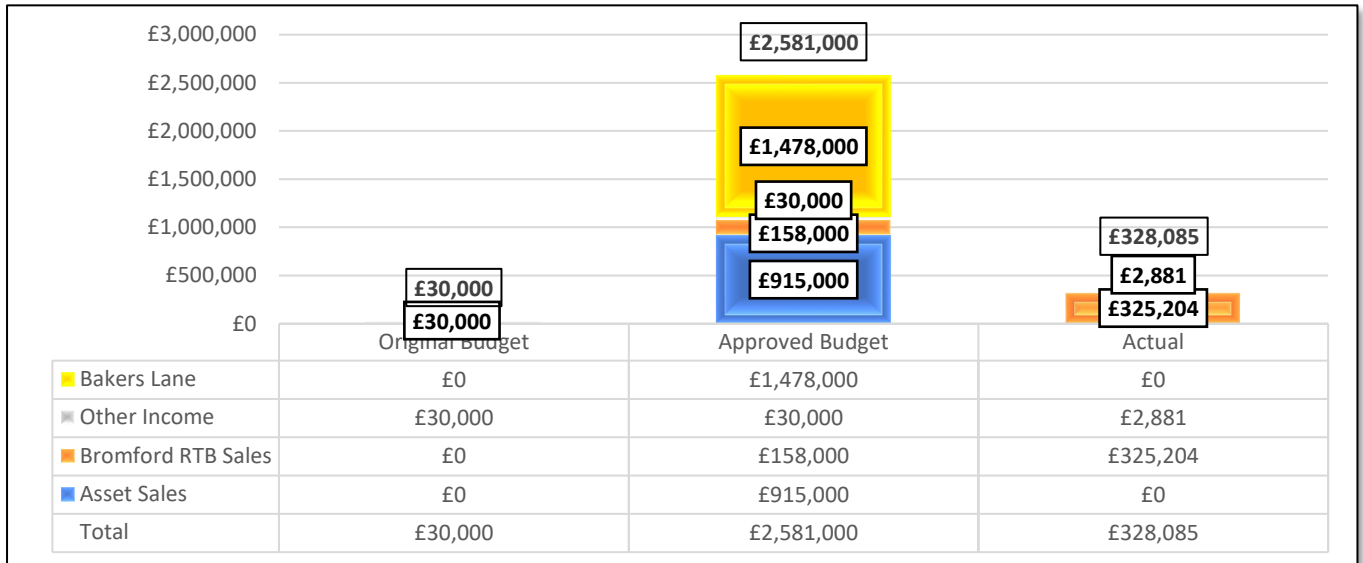 £3,000,000
£2,581,000
£2,500,000
£2,000,000
£1,478,000
£1,500,000
£30,000
£1,000,000
£158,000
£328,085
£500,000
£30,000
£915,000
£2,881
£0
£30,000
£325,204
Original Budget Approved Budget Actual
Bakers Lane £0 £1,478,000 £0
Other Income £30,000 £30,000 £2,881
Bromford RTB Sales £0 £158,000 £325,204
Asset Sales £0 £915,000 £0
Total £30,000 £2,581,000 £328,085